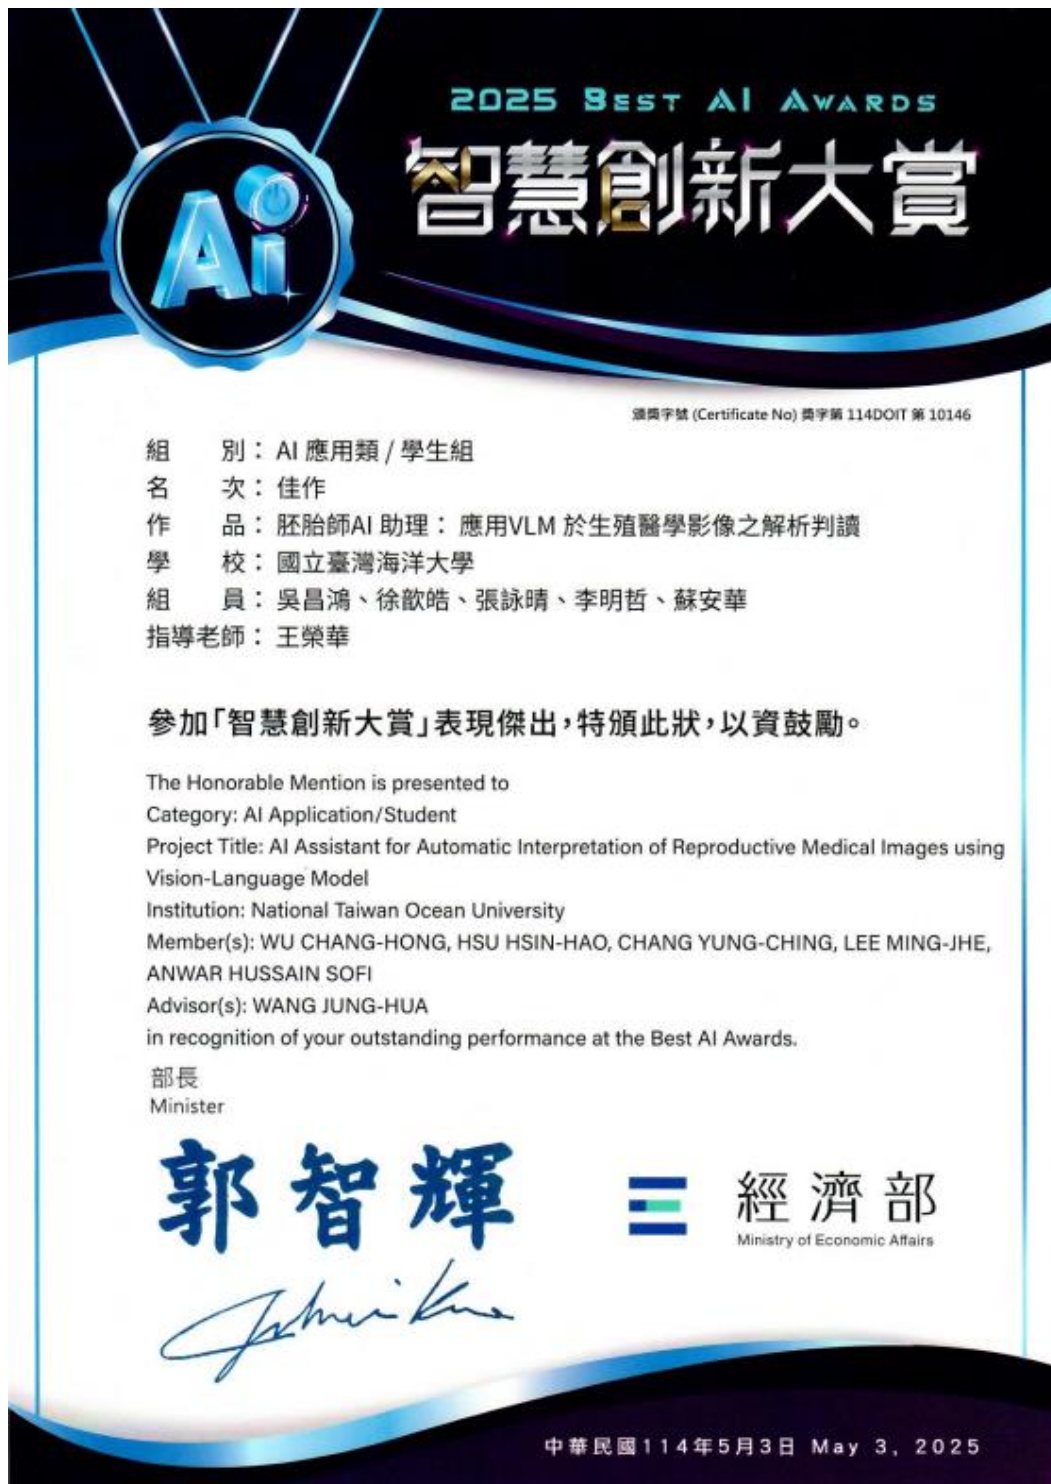 2025 BEST AI AWARDS
智慧創新大賞
Ai
頒獎字號 (Certificate No) 獎字第 114DOIT 第 10146
組 別： AI 應用類 / 學生組
名 次： 佳作
作 品： 胚胎師AI 助理： 應用VLM 於生殖醫學影像之解析判讀
學 校： 國立臺灣海洋大學
組 員： 吳昌鴻、徐歆皓、張詠晴、李明哲、蘇安華
指導老師： 王榮華
參加「智慧創新大賞」表現傑出，特頒此狀，以資鼓勵。
The Honorable Mention is presented to
Category: AI Application/Student
Project Title: AI Assistant for Automatic Interpretation of Reproductive Medical Images using
Vision-Language Model
Institution: National Taiwan Ocean University
Member(s): WU CHANG-HONG, HSU HSIN-HAO, CHANG YUNG-CHING, LEE MING-JHE,
ANWAR HUSSAIN SOFI
Advisor(s): WANG JUNG-HUA
in recognition of your outstanding performance at the Best AI Awards.
部長
Minister
郭智輝
經濟部
Ministry of Economic Affairs
中華民國114年5月3日 May 3, 2025